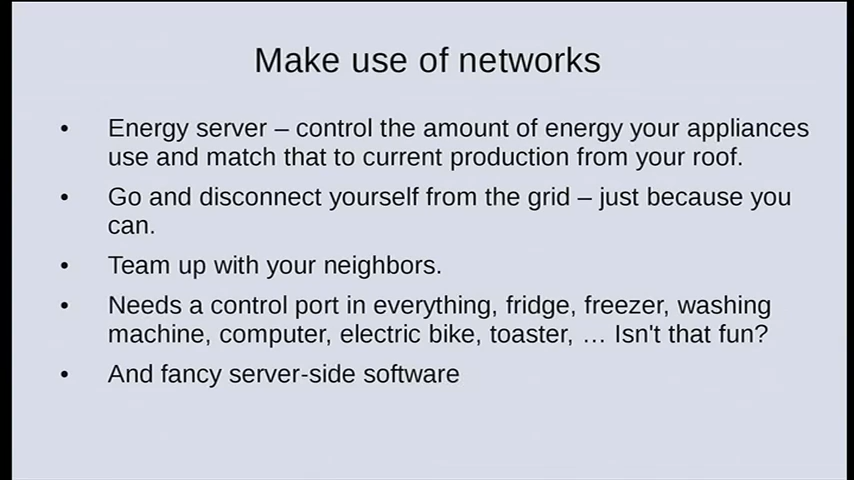 Make use of networks
• Energy server – control the amount of energy your appliances
use and match that to current production from your roof.
• Go and disconnect yourself from the grid – just because you
can.
• Team up with your neighbors.
• Needs a control port in everything, fridge, freezer, washing
machine, computer, electric bike, toaster, … Isn't that fun?
• And fancy server-side software